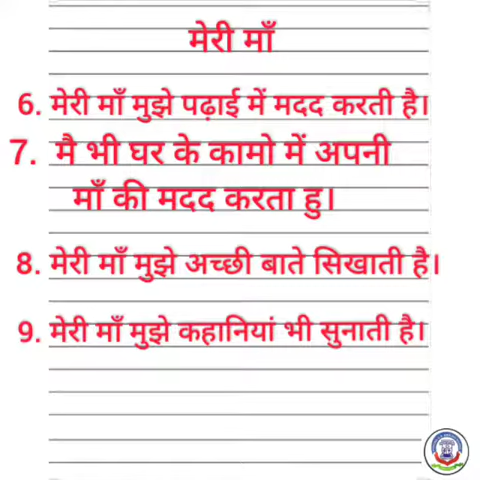 मेरी माँ
6. मेरी माँ मुझे पढ़ाई में मदद करती है।
7. मै भी घर के कामो में अपनी
माँ की मदद करता हु।
8. मेरी माँ मुझे अच्छी बाते सिखाती है।
9. मेरी माँ मुझे कहानियां भी सुनाती है।